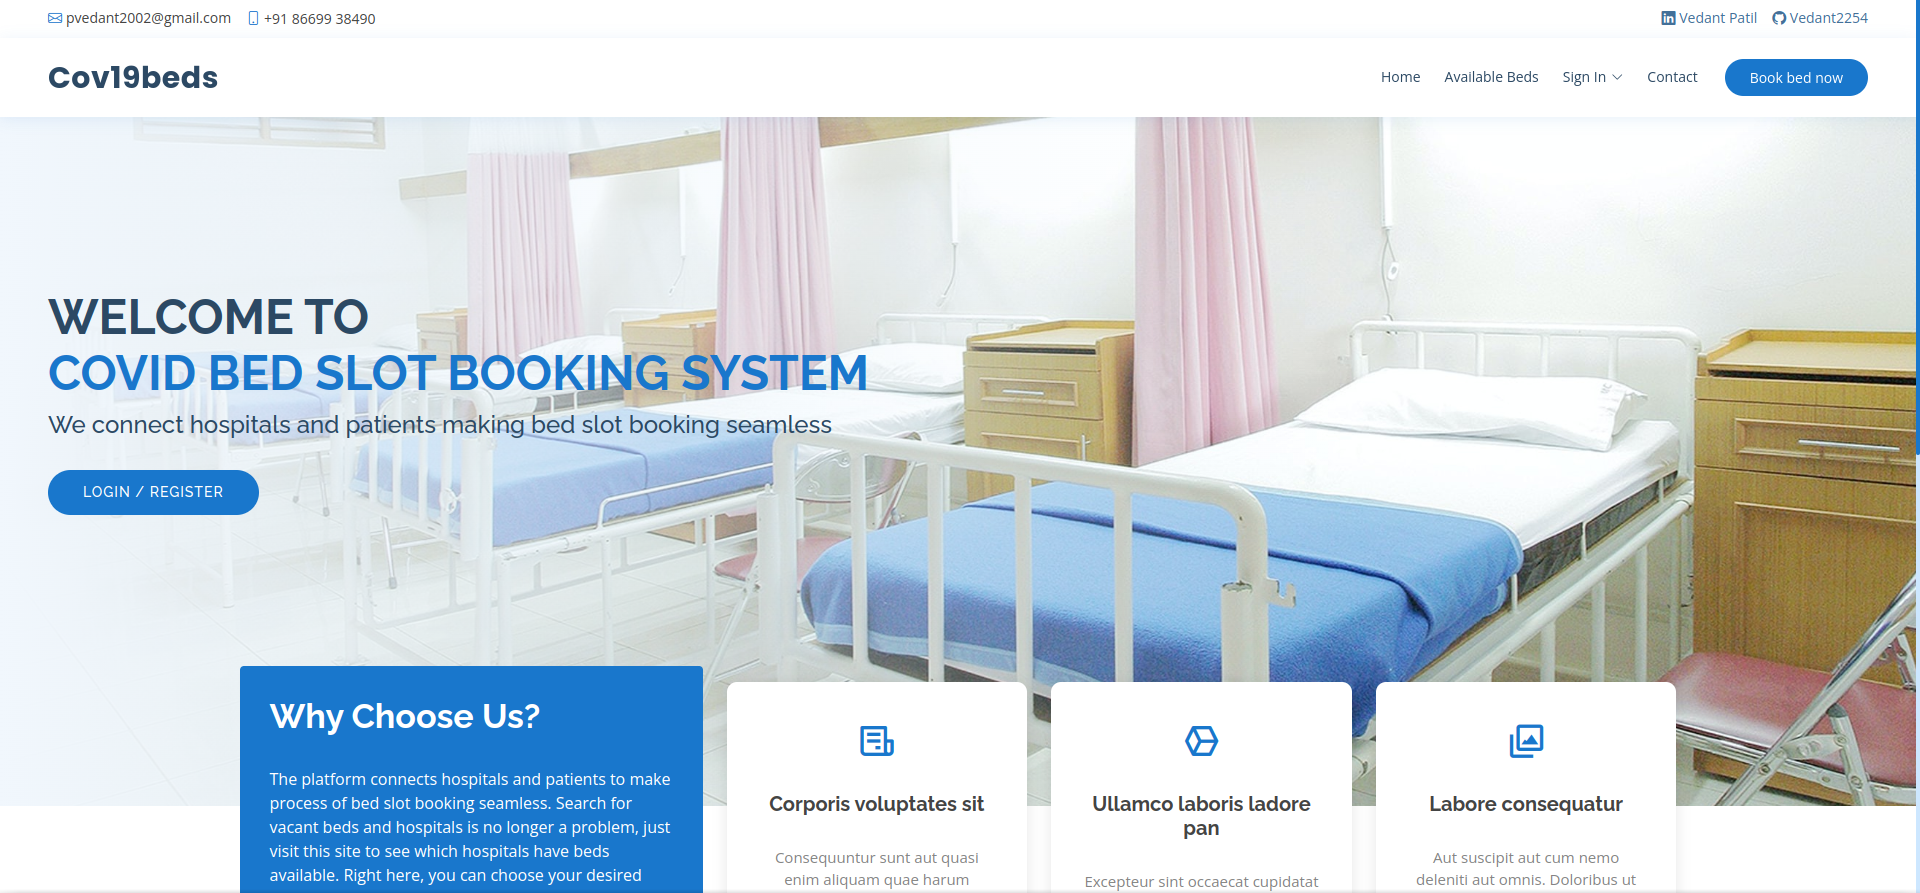 pvedant2002@gmail.com +91 86699 38490 Vedant Patil Vedant2254
Cov19beds Home Available Beds Sign In Contact Book bed now
WELCOME TO
COVID BED SLOT BOOKING SYSTEM
We connect hospitals and patients making bed slot booking seamless
LOGIN / REGISTER
Why Choose Us?
The platform connects hospitals and patients to make
process of bed slot booking seamless. Search for
vacant beds and hospitals is no longer a problem, just
visit this site to see which hospitals have beds
available. Right here, you can choose your desired
Corporis voluptates sit
Consequuntur sunt aut quasi
enim aliquam quae harum
Ullamco laboris ladore
pan
Excepteur sint occaecat cupidatat
Labore consequatur
Aut suscipit aut cum nemo
deleniti aut omnis. Doloribus ut